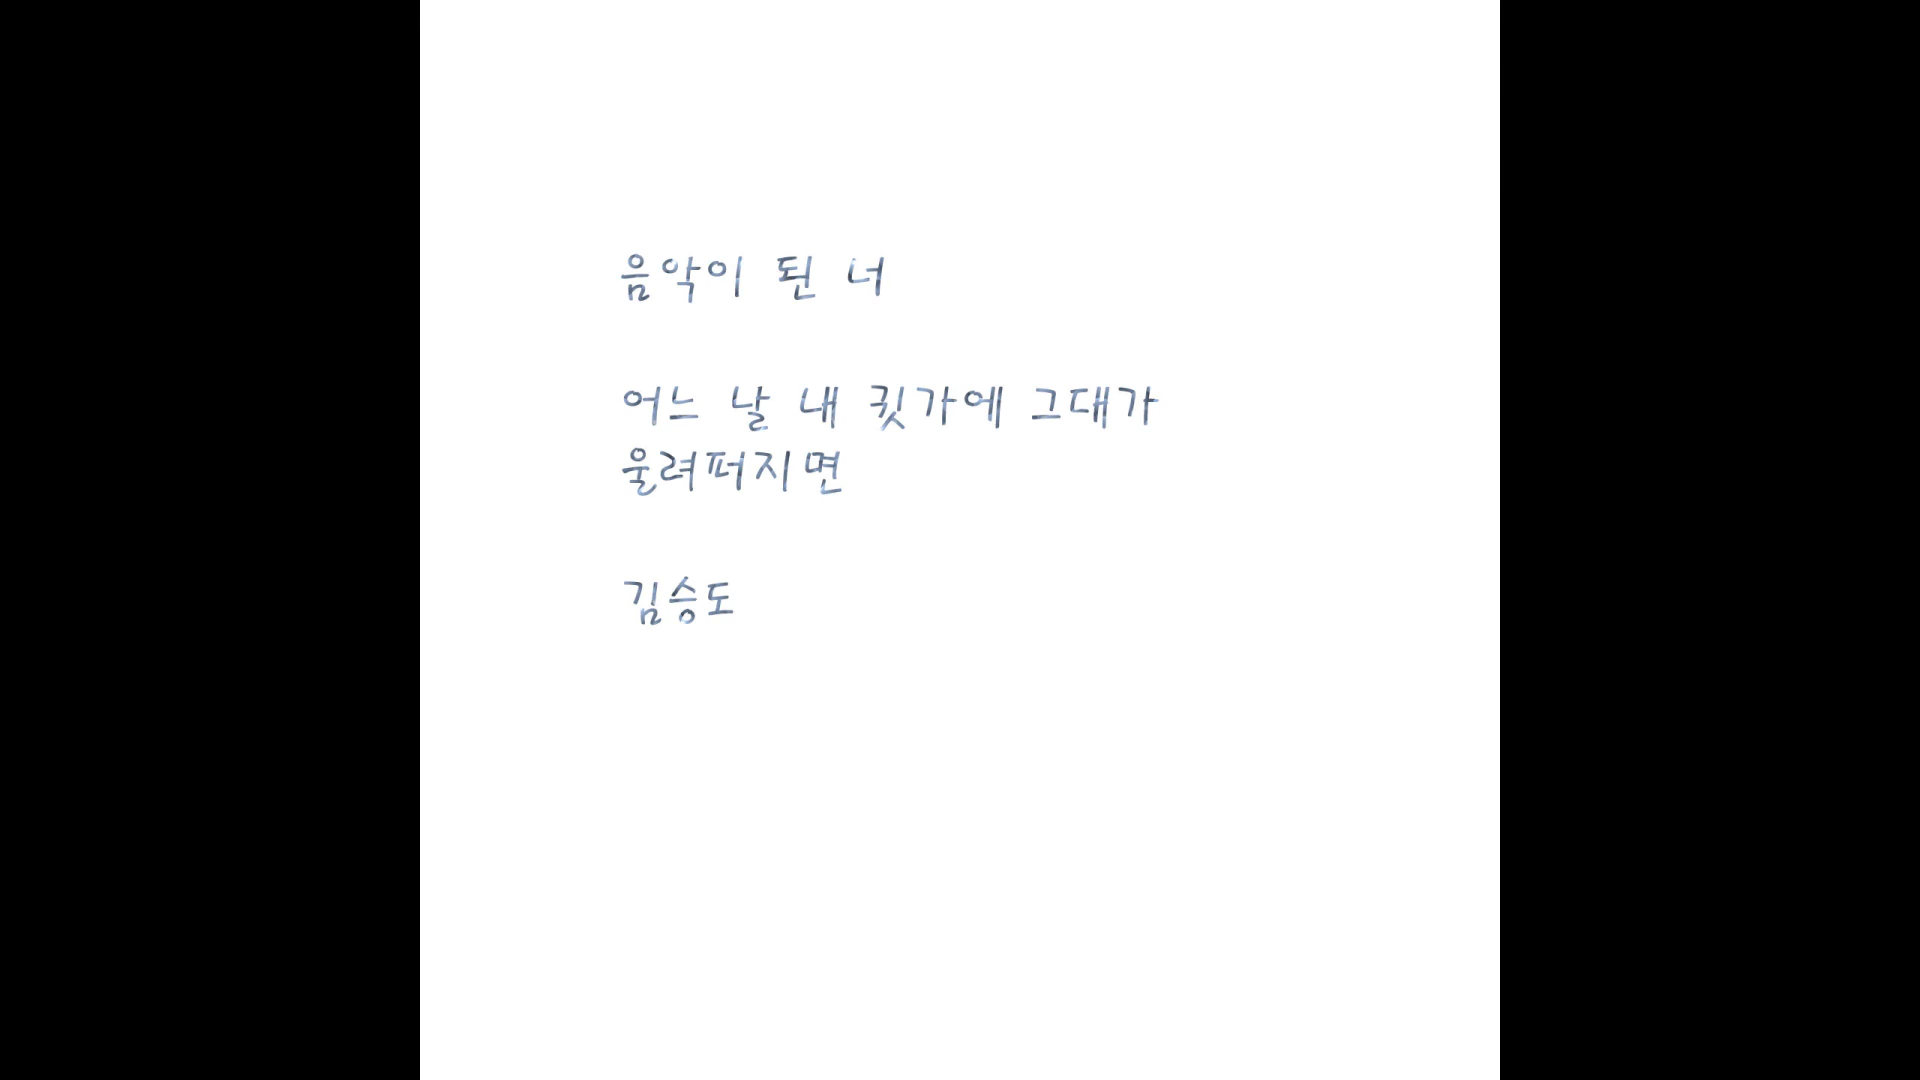 음악이 된 너
어느 날 내 귓가에 그대가
울려퍼지면
김승도